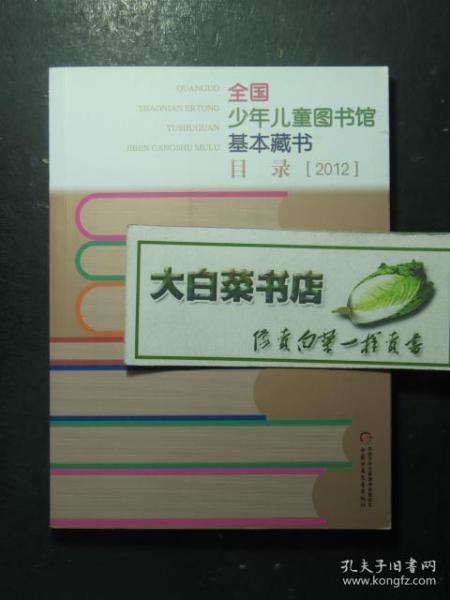 QUANGUO
SHAONIAN ERTONG
TUSHUGUAN
JIBEN CANGSHU MULU
全国
少年儿童图书馆
基本藏书
目 录 [2012]
大白菜书店
像卖白菜一样卖书
孔夫子旧书网
www.kongfz.com